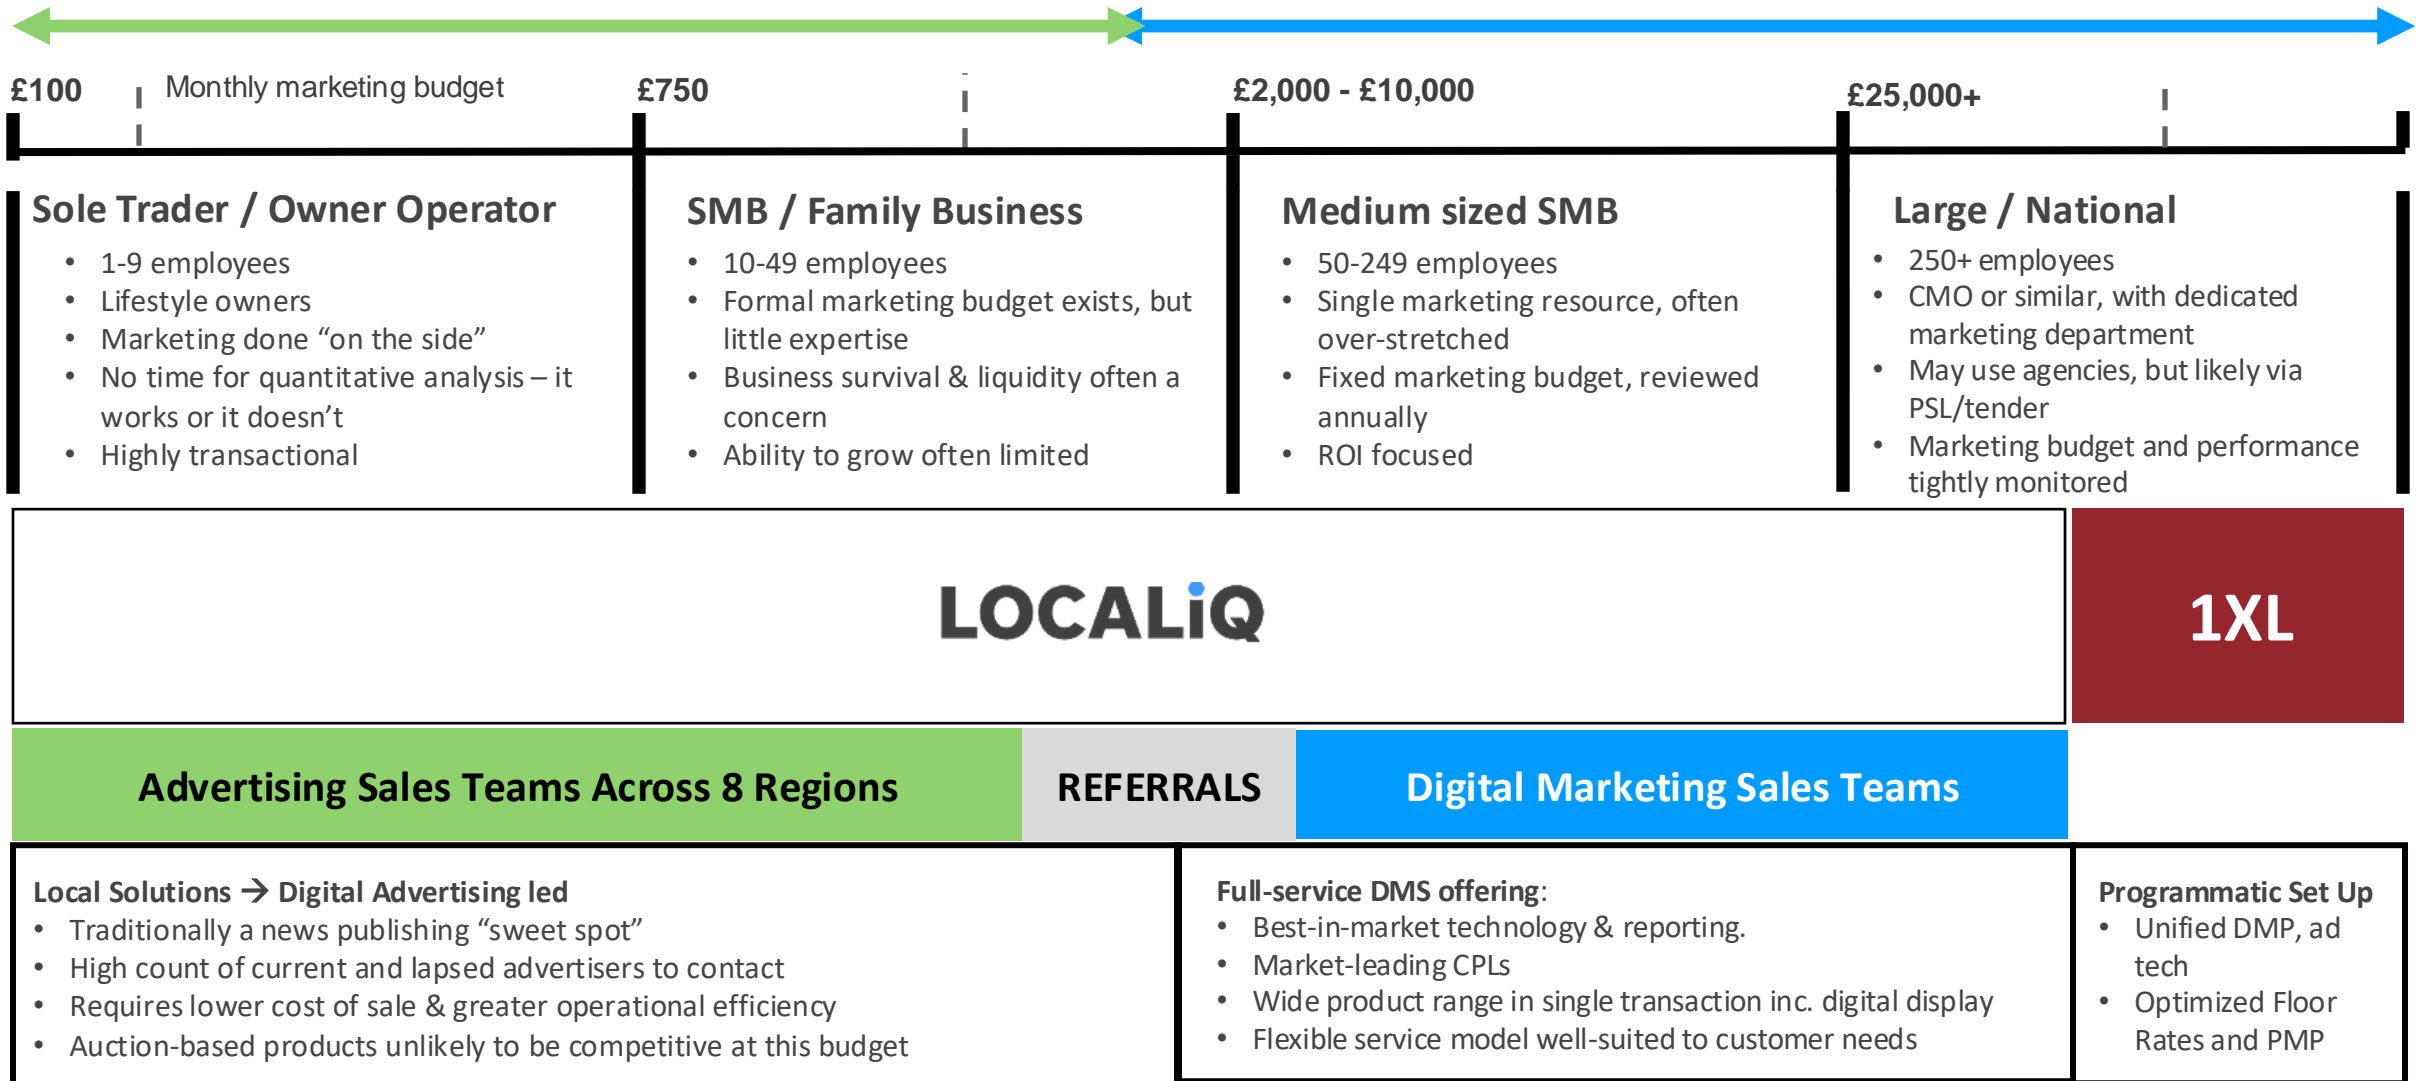 £100
Monthly marketing budget
£750
£2,000 - £10,000
£25,000+
Sole Trader / Owner Operator
• 1-9 employees
• Lifestyle owners
• Marketing done “on the side”
• No time for quantitative analysis – it
works or it doesn’t
• Highly transactional
SMB / Family Business
• 10-49 employees
• Formal marketing budget exists, but
little expertise
• Business survival & liquidity often a
concern
• Ability to grow often limited
Medium sized SMB
• 50-249 employees
• Single marketing resource, often
over-stretched
• Fixed marketing budget, reviewed
annually
• ROI focused
Large / National
• 250+ employees
• CMO or similar, with dedicated
marketing department
• May use agencies, but likely via
PSL/tender
• Marketing budget and performance
tightly monitored
LOCALiQ
1XL
Advertising Sales Teams Across 8 Regions
REFERRALS
Digital Marketing Sales Teams
Local Solutions → Digital Advertising led
• Traditionally a news publishing “sweet spot”
• High count of current and lapsed advertisers to contact
• Requires lower cost of sale & greater operational efficiency
• Auction-based products unlikely to be competitive at this budget
Full-service DMS offering:
• Best-in-market technology & reporting.
• Market-leading CPLs
• Wide product range in single transaction inc. digital display
• Flexible service model well-suited to customer needs
Programmatic Set Up
• Unified DMP, ad
tech
• Optimized Floor
Rates and PMP